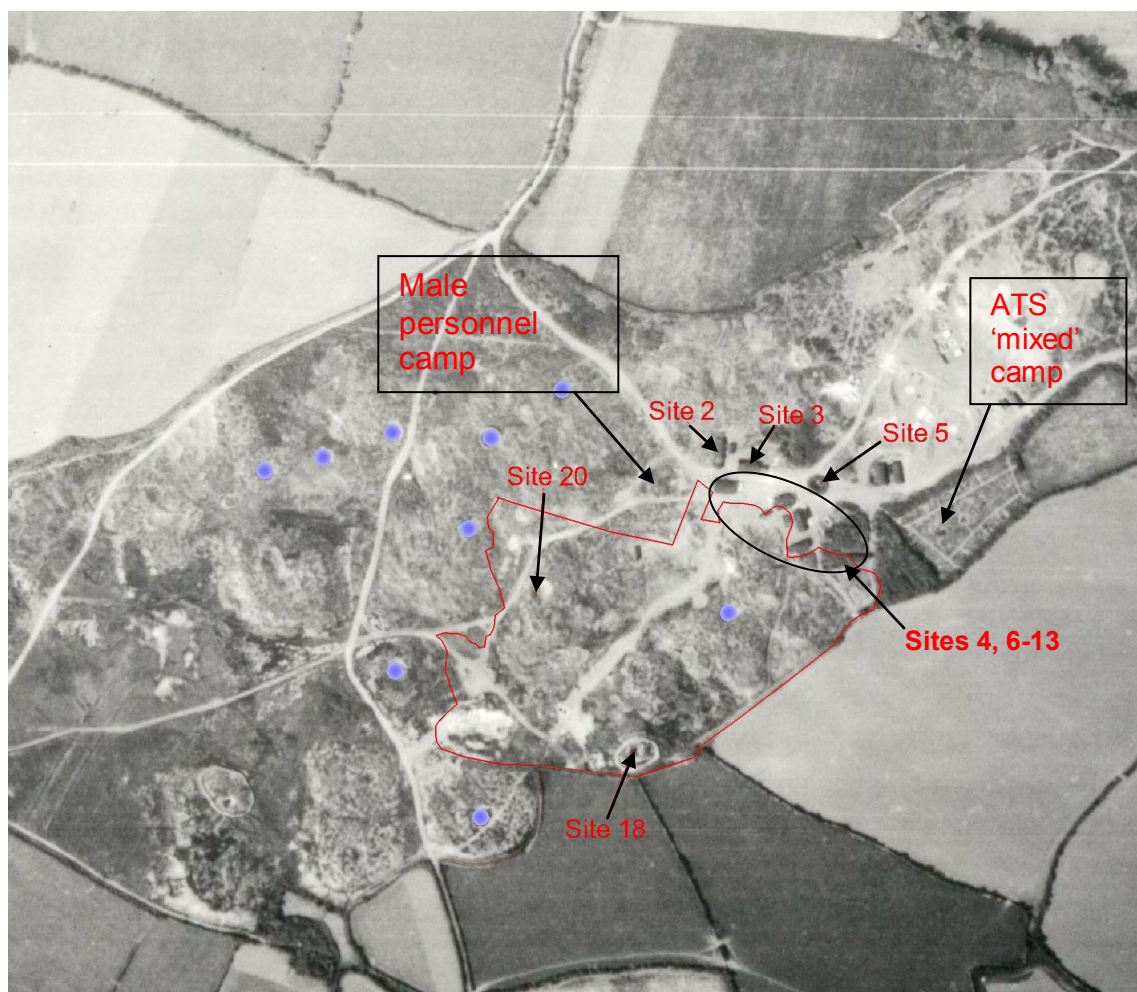 Male
personnel
camp
ATS
‘mixed’
camp
Site 2
Site 3
Site 5
Site 20
Sites 4, 6-13
Site 18